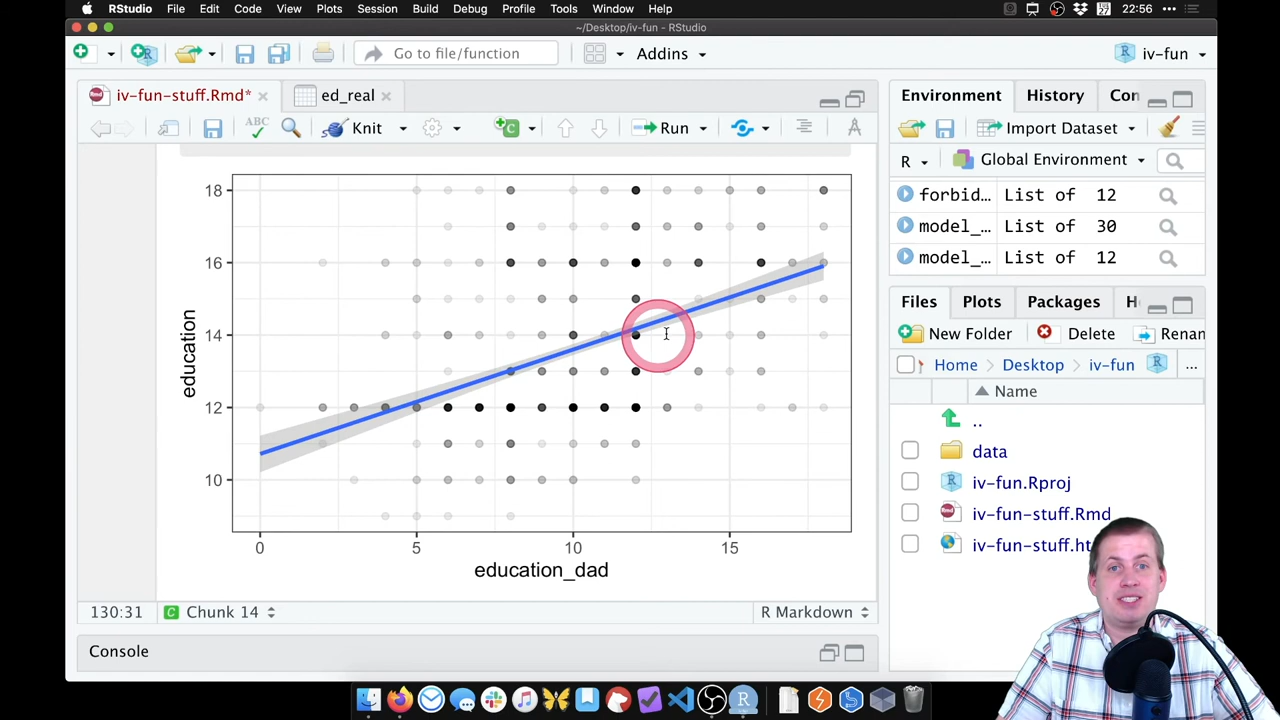 RStudio File Edit Code View Plots Session Build Debug Profile Tools Window Help 22:56
~/Desktop/iv-fun - RStudio
Go to file/function Addins iv-fun
iv-fun-stuff.Rmd* ed_real
ABC Knit Run
18
16
14
12
10
education
0 5 10 15
education_dad
130:31 Chunk 14 R Markdown
Console
Environment History Con
Import Dataset
R Global Environment
forbid… List of 12
model_… List of 30
model_… List of 12
Files Plots Packages H
New Folder Delete Renan
Home Desktop iv-fun ...
Name
..
data
iv-fun.Rproj
iv-fun-stuff.Rmd
iv-fun-stuff.ht